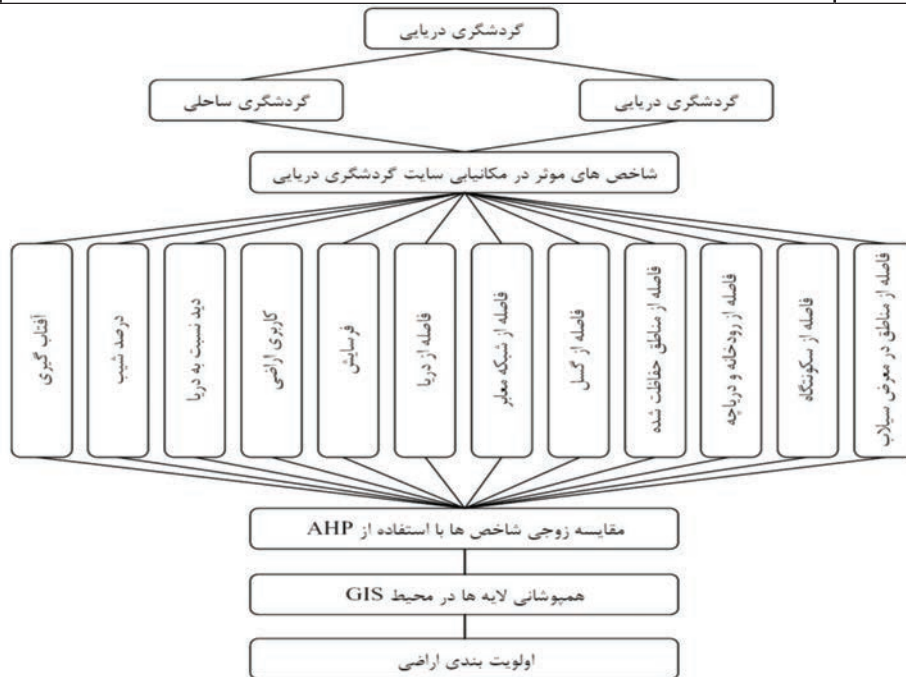 گردشگری دریایی
گردشگری دریایی
گردشگری ساحلی
شاخص های موثر در مکانیابی سایت گردشگری دریایی
فاصله از مناطق در معرض سیلاب
فاصله از سکونتگاه
فاصله از رودخانه و دریاچه
فاصله از مناطق حفاظت شده
فاصله از گسل
فاصله از شبکه معابر
فاصله از دریا
فرسایش
کاربری اراضی
دید نسبت به دریا
درصد شیب
آفتاب گیری
مقایسه زوجی شاخص ها با استفاده از AHP
همپوشانی لایه ها در محیط GIS
اولویت بندی اراضی